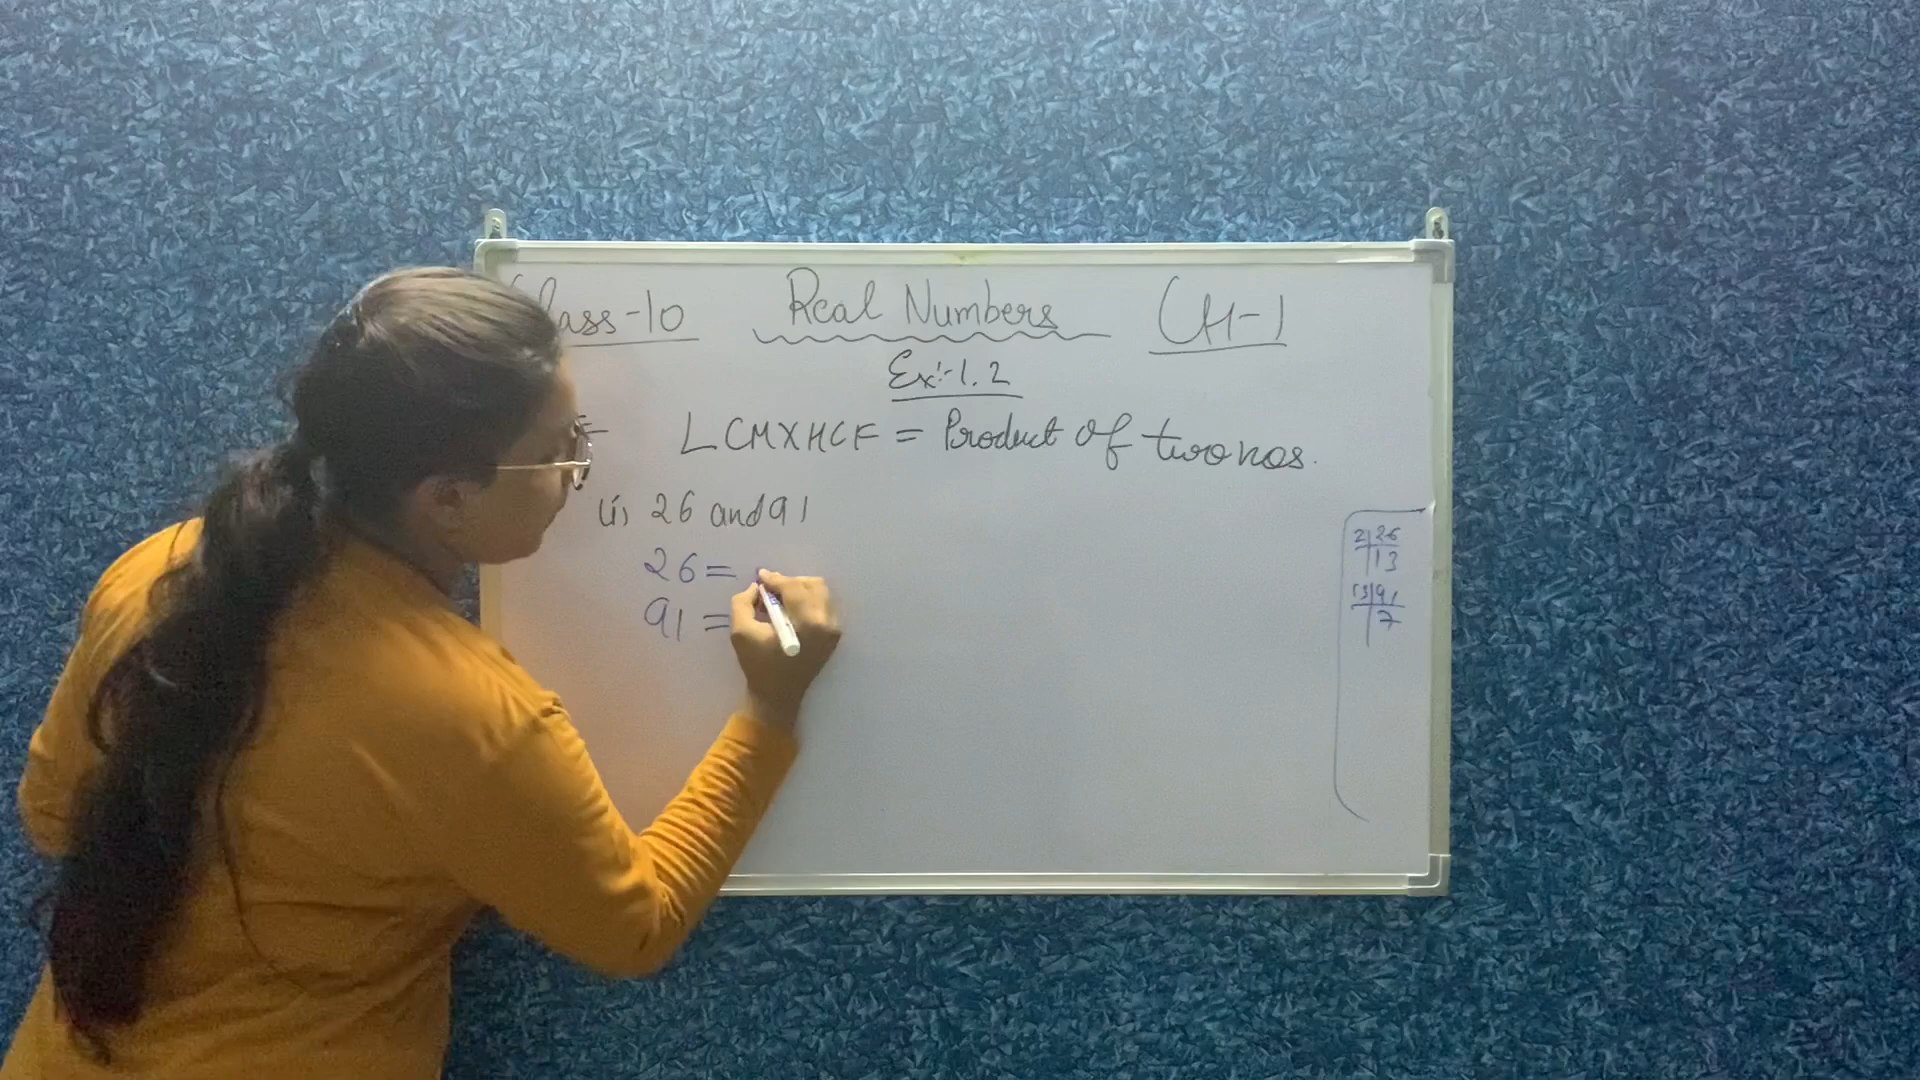 Class-10 Real Numbers CH-1
Ex:-1.2
LCMXHCF = Product of two nos.
(i) 26 and 91
26 =
91 =
2|26
13
13|91
7